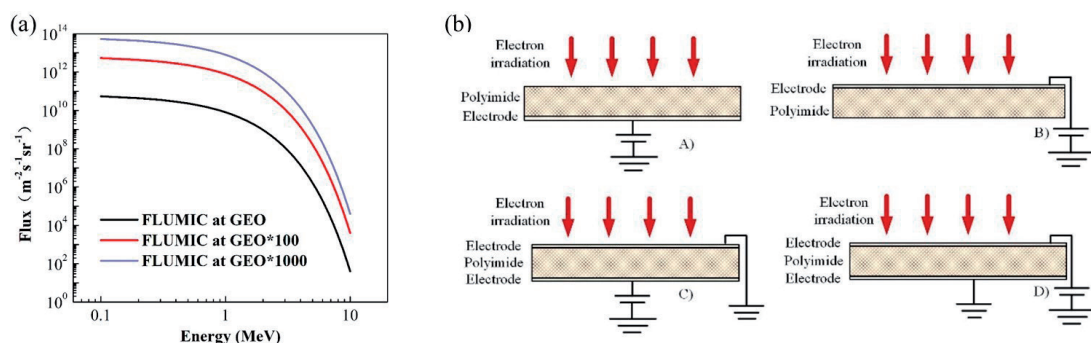 (a)
10^14
10^12
10^10
10^8
10^6
10^4
10^2
10^0
Flux (m^-2s^-1sr^-1)
FLUMIC at GEO
FLUMIC at GEO*100
FLUMIC at GEO*1000
0.1
1
10
Energy (MeV)
(b)
Electron
irradiation
Polyimide
Electrode
A)
Electron
irradiation
Electrode
Polyimide
B)
Electron
irradiation
Electrode
Polyimide
Electrode
C)
Electron
irradiation
Electrode
Polyimide
Electrode
D)